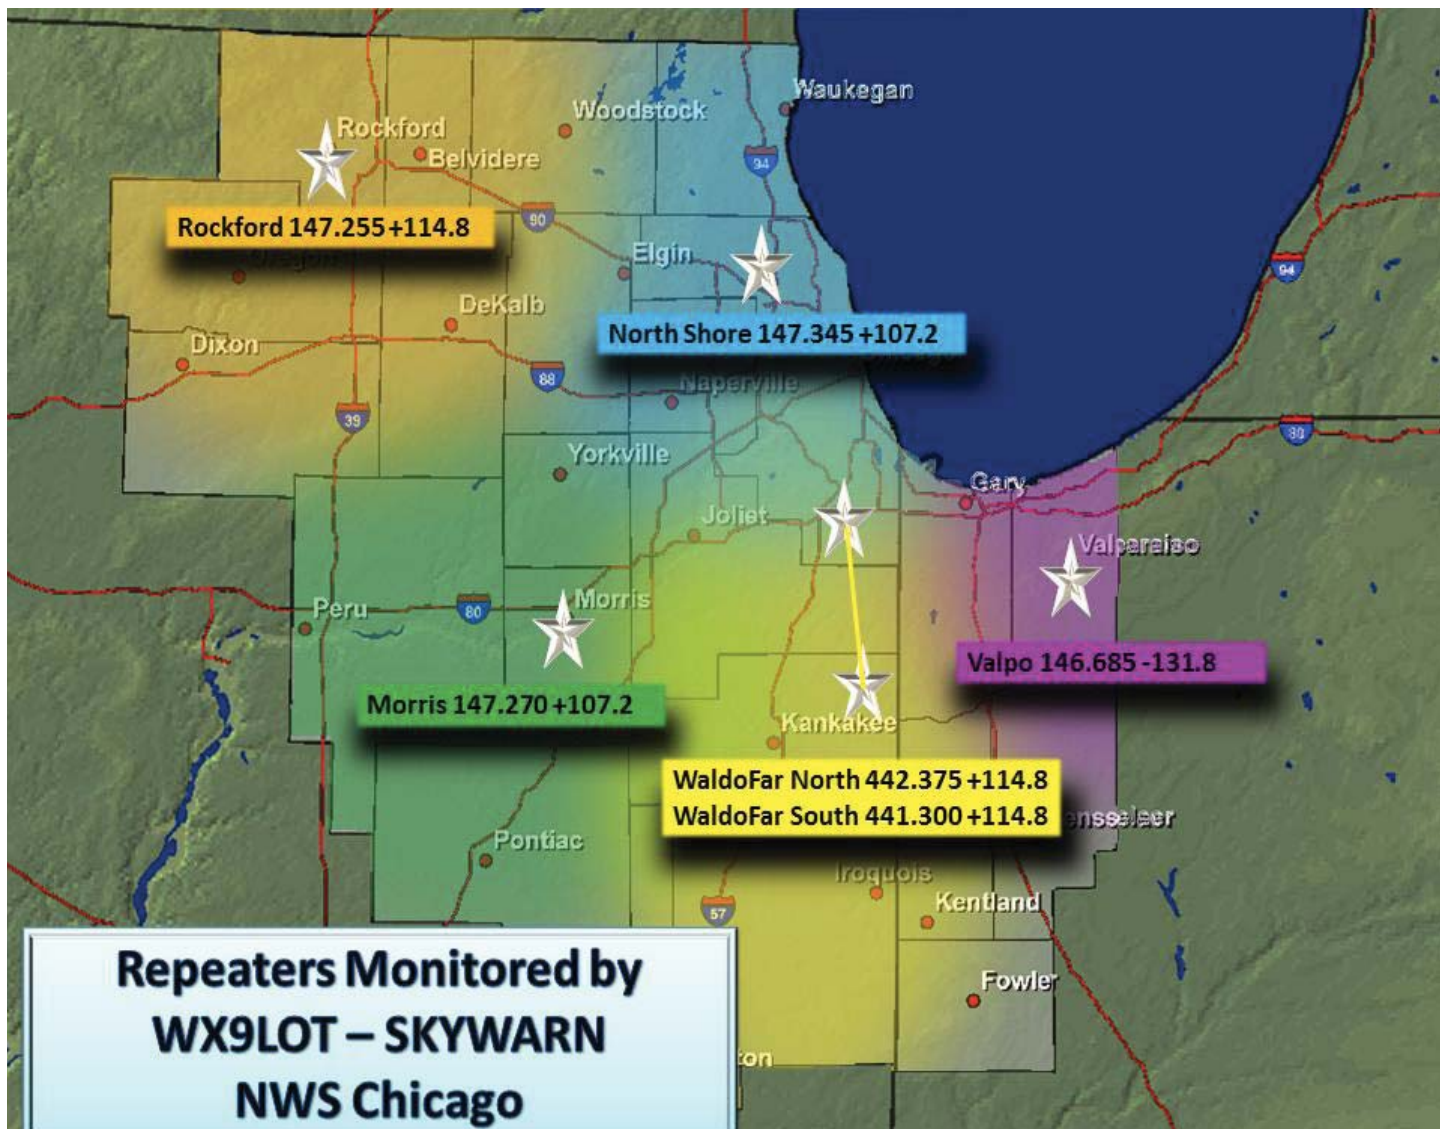 Waukegan
Woodstock
Rockford
Belvidere
94
Rockford 147.255 +114.8
90
Elgin
Oregon
94
DeKalb
North Shore 147.345 +107.2
Dixon
88
Naperville
39
80
Yorkville
Gary
Joliet
Valparaiso
Morris
Peru
80
Valpo 146.685 -131.8
Morris 147.270 +107.2
Kankakee
WaldoFar North 442.375 +114.8
WaldoFar South 441.300 +114.8
ensselaer
Pontiac
Iroquois
57
Kentland
Repeaters Monitored by
WX9LOT – SKYWARN
NWS Chicago
Fowler
ton